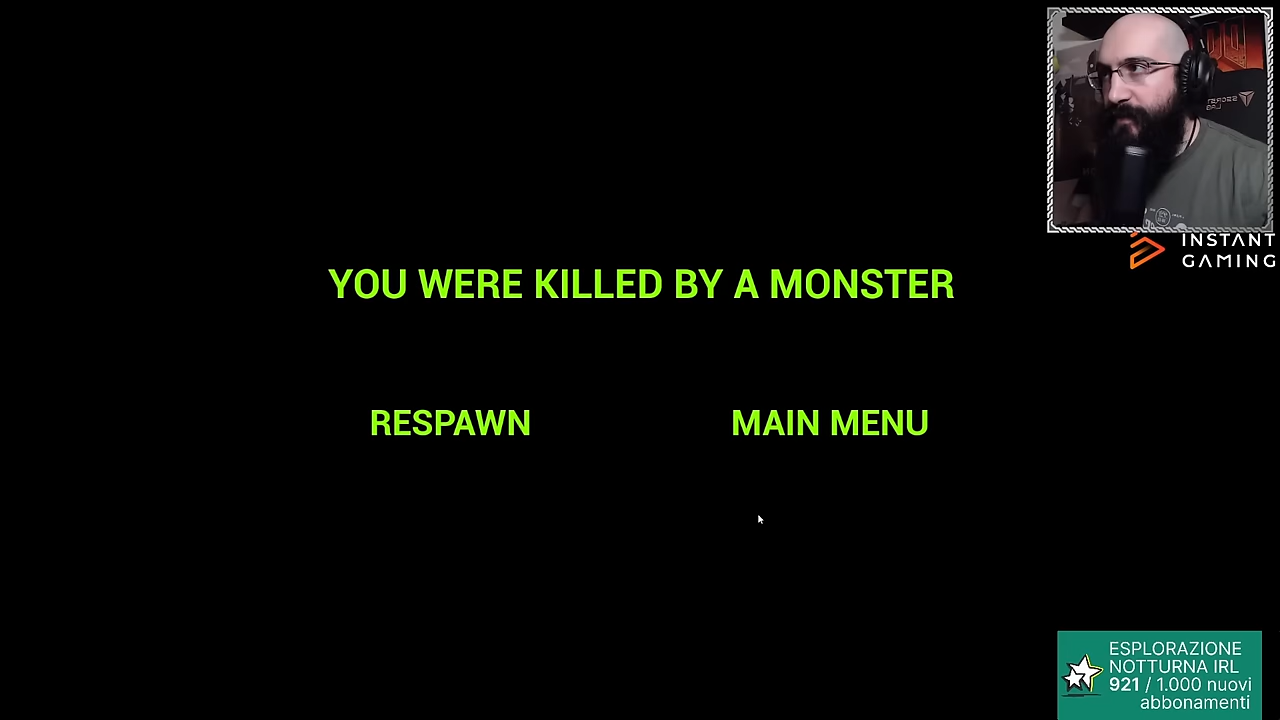 YOU WERE KILLED BY A MONSTER
RESPAWN
MAIN MENU
INSTANT
GAMING
ESPLORAZIONE
NOTTURNA IRL
921 / 1.000 nuovi
abbonamenti